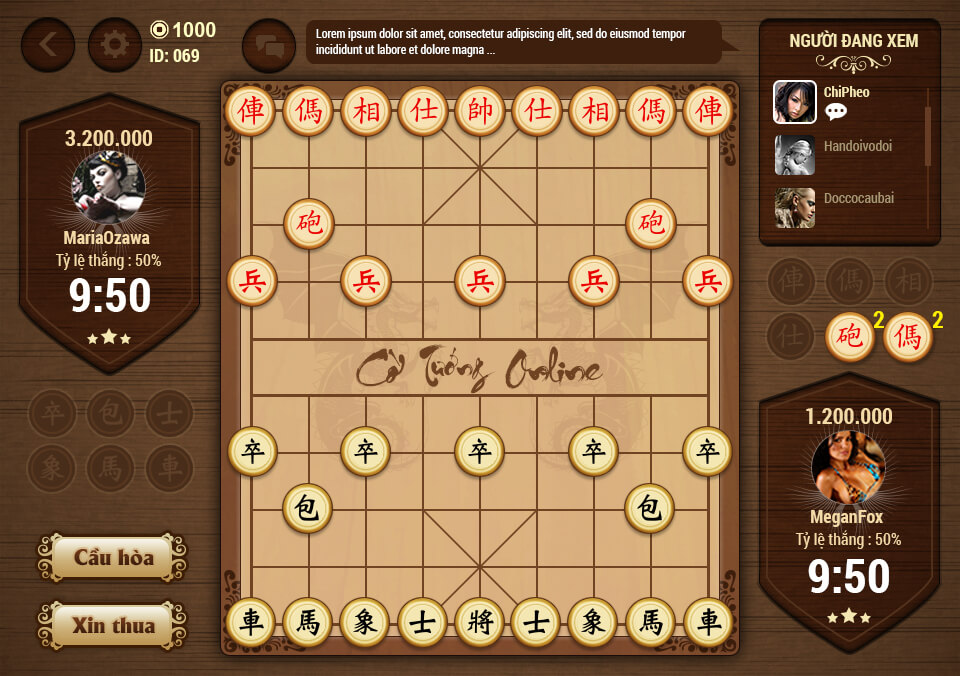 1000
ID: 069
Lorem ipsum dolor sit amet, consectetur adipiscing elit, sed do eiusmod tempor
incididunt ut labore et dolore magna ...
NGƯỜI ĐANG XEM
ChiPheo
Handoivodoi
Doccocaubai
3.200.000
MariaOzawa
Tỷ lệ thắng : 50%
9:50
俥 傌 相 仕 帥 仕 相 傌 俥
砲 砲
兵 兵 兵 兵 兵
Cờ Tướng Online
卒 卒 卒 卒 卒
包 包
車 馬 象 士 將 士 象 馬 車
卒 包 士
象 馬 車
Cầu hòa
Xin thua
俥 傌 相
仕 砲 2 傌 2
1.200.000
MeganFox
Tỷ lệ thắng : 50%
9:50